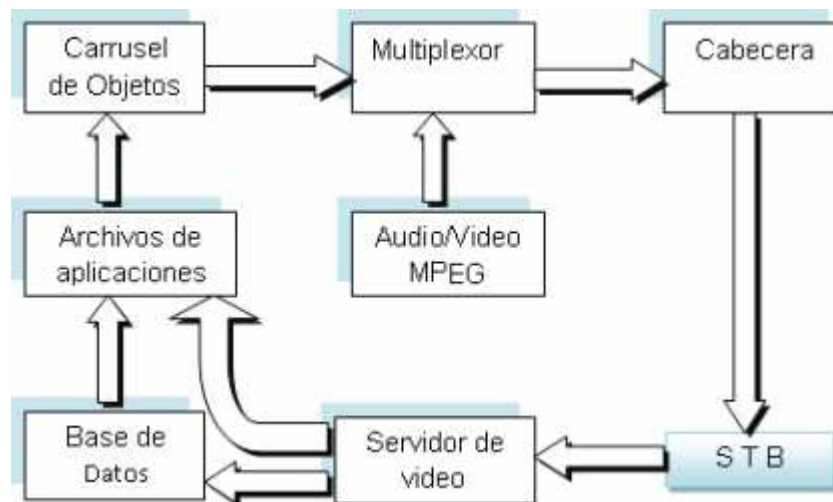 Carrusel
de Objetos
Multiplexor
Cabecera
Archivos de
aplicaciones
Audio/Video
MPEG
Base de
Datos
Servidor de
video
S T B